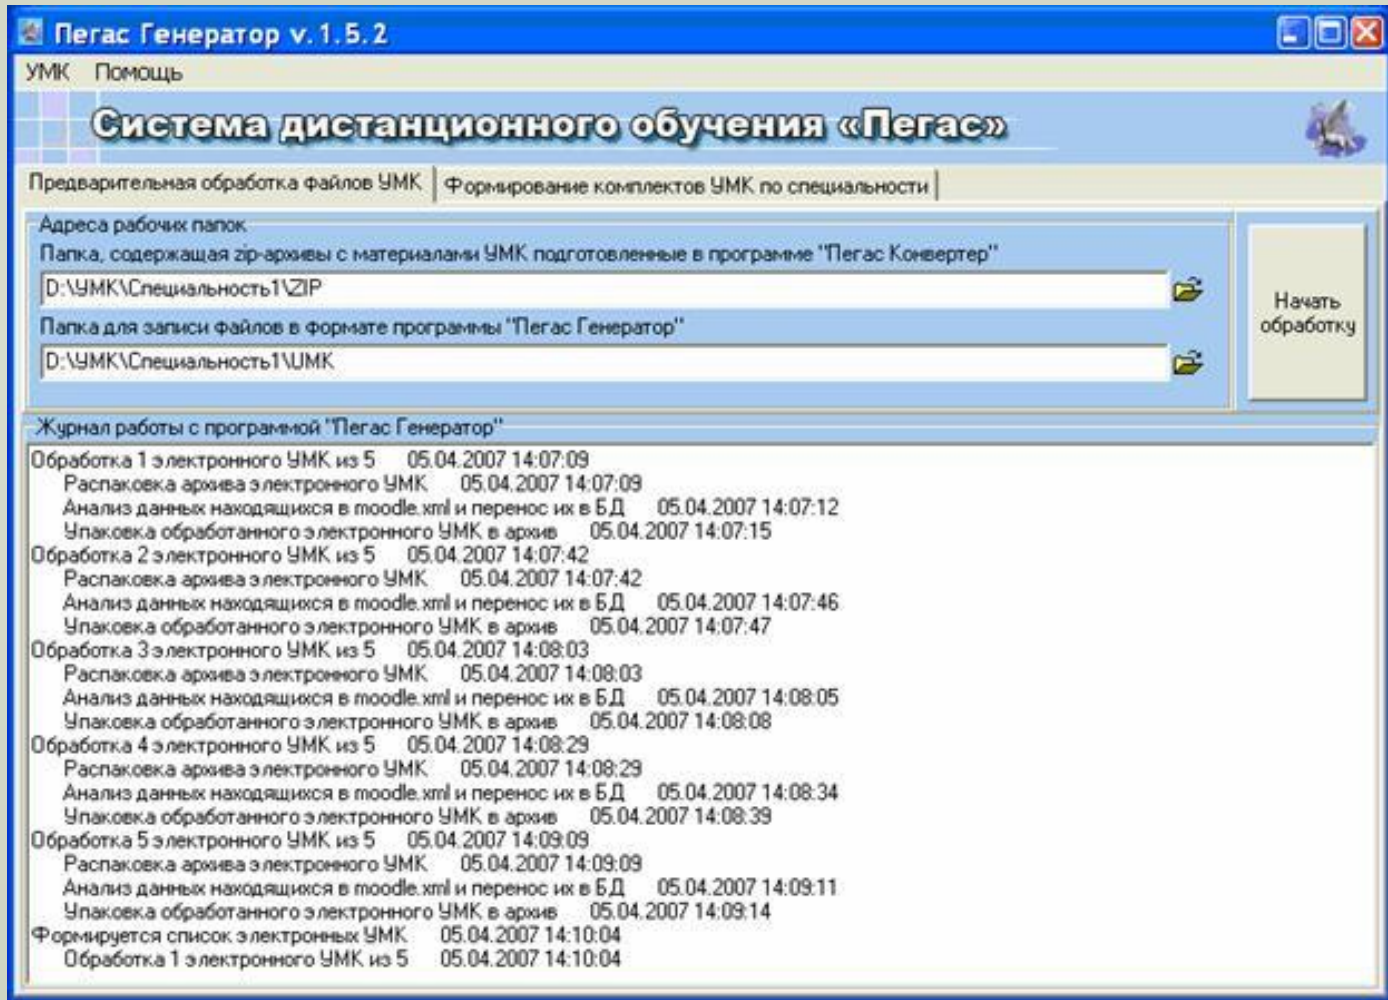 Пегас Генератор v.1.5.2
УМК Помощь
Система дистанционного обучения «Пегас»
Предварительная обработка файлов УМК Формирование комплектов УМК по специальности
Адреса рабочих папок
Папка, содержащая zip-архивы с материалами УМК подготовленные в программе "Пегас Конвертер"
D:\УМК\Специальность1\ZIP
Папка для записи файлов в формате программы "Пегас Генератор"
D:\УМК\Специальность1\UMK
Начать
обработку
Журнал работы с программой "Пегас Генератор"
Обработка 1 электронного УМК из 5 05.04.2007 14:07:09
Распаковка архива электронного УМК 05.04.2007 14:07:09
Анализ данных находящихся в moodle.xml и перенос их в БД 05.04.2007 14:07:12
Упаковка обработанного электронного УМК в архив 05.04.2007 14:07:15
Обработка 2 электронного УМК из 5 05.04.2007 14:07:42
Распаковка архива электронного УМК 05.04.2007 14:07:42
Анализ данных находящихся в moodle.xml и перенос их в БД 05.04.2007 14:07:46
Упаковка обработанного электронного УМК в архив 05.04.2007 14:07:47
Обработка 3 электронного УМК из 5 05.04.2007 14:08:03
Распаковка архива электронного УМК 05.04.2007 14:08:03
Анализ данных находящихся в moodle.xml и перенос их в БД 05.04.2007 14:08:05
Упаковка обработанного электронного УМК в архив 05.04.2007 14:08:08
Обработка 4 электронного УМК из 5 05.04.2007 14:08:29
Распаковка архива электронного УМК 05.04.2007 14:08:29
Анализ данных находящихся в moodle.xml и перенос их в БД 05.04.2007 14:08:34
Упаковка обработанного электронного УМК в архив 05.04.2007 14:08:39
Обработка 5 электронного УМК из 5 05.04.2007 14:09:09
Распаковка архива электронного УМК 05.04.2007 14:09:09
Анализ данных находящихся в moodle.xml и перенос их в БД 05.04.2007 14:09:11
Упаковка обработанного электронного УМК в архив 05.04.2007 14:09:14
Формируется список электронных УМК 05.04.2007 14:10:04
Обработка 1 электронного УМК из 5 05.04.2007 14:10:04